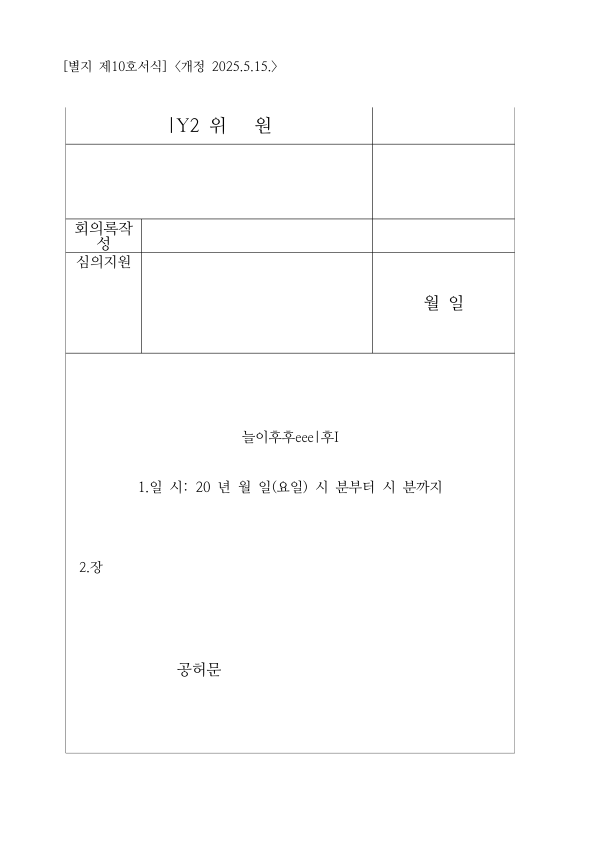 [별지 제10호서식] <개정 2025.5.15.>
|Y2 위 원
회의록작
성
심의지원
월 일
늘이후후eee|후I
1.일 시: 20 년 월 일(요일) 시 분부터 시 분까지
2.장
공허문